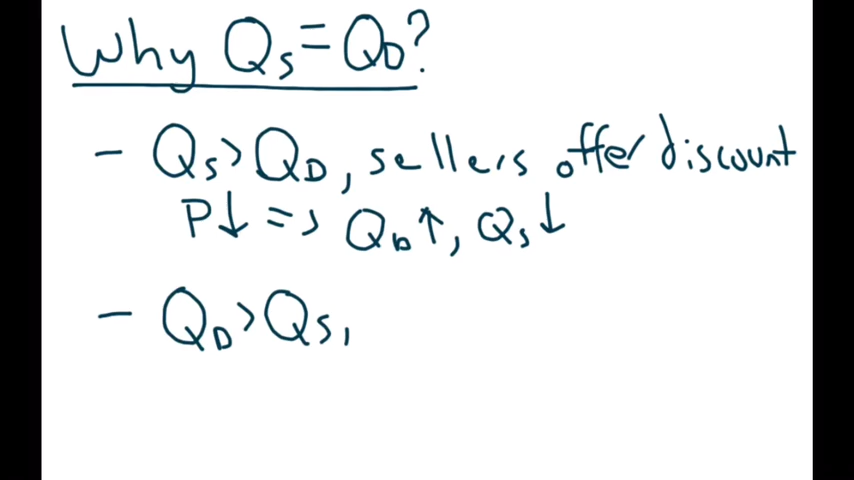 Why Qs=QD?
- Qs>QD, sellers offer discount
P↓ => QD↑, Qs↓
- QD>Qs,